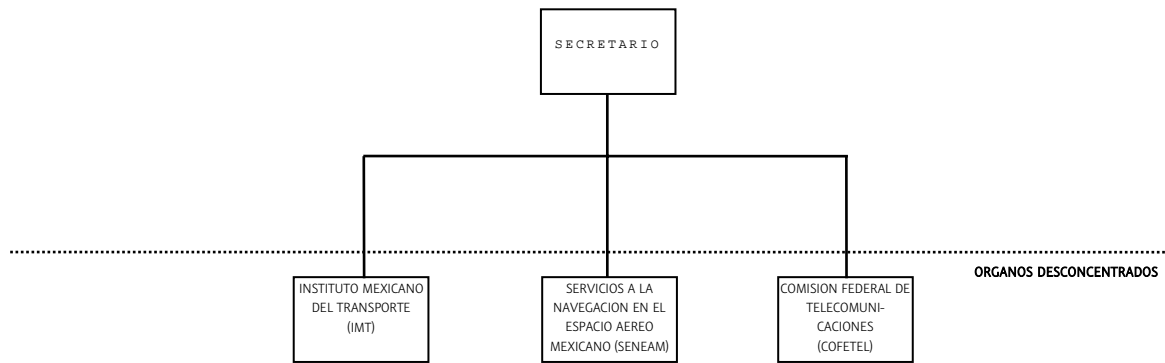 SECRETARIO
ORGANOS DESCONCENTRADOS
INSTITUTO MEXICANO
DEL TRANSPORTE
(IMT)
SERVICIOS A LA
NAVEGACION EN EL
ESPACIO AEREO
MEXICANO (SENEAM)
COMISION FEDERAL DE
TELECOMUNI-
CACIONES
(COFETEL)